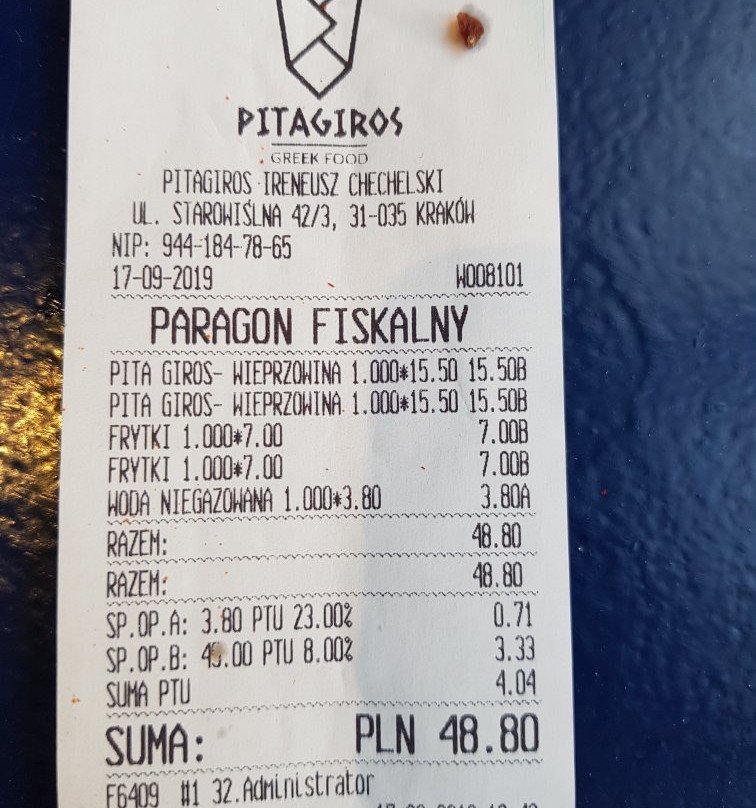 PITAGIROS
GREEK FOOD
PITAGIROS IRENEUSZ CHECHELSKI
UL. STAROWIŚLNA 42/3, 31-035 KRAKÓW
NIP: 944-184-78-65
17-09-2019 W008101
PARAGON FISKALNY
PITA GIROS- WIEPRZOWINA 1.000*15.50 15.50B
PITA GIROS- WIEPRZOWINA 1.000*15.50 15.50B
FRYTKI 1.000*7.00 7.00B
FRYTKI 1.000*7.00 7.00B
WODA NIEGAZOWANA 1.000*3.80 3.80A
RAZEM: 48.80
RAZEM: 48.80
SP.OP.A: 3.80 PTU 23.00% 0.71
SP.OP.B: 45.00 PTU 8.00% 3.33
SUMA PTU 4.04
SUMA: PLN 48.80
F6409 #1 32.Administrator